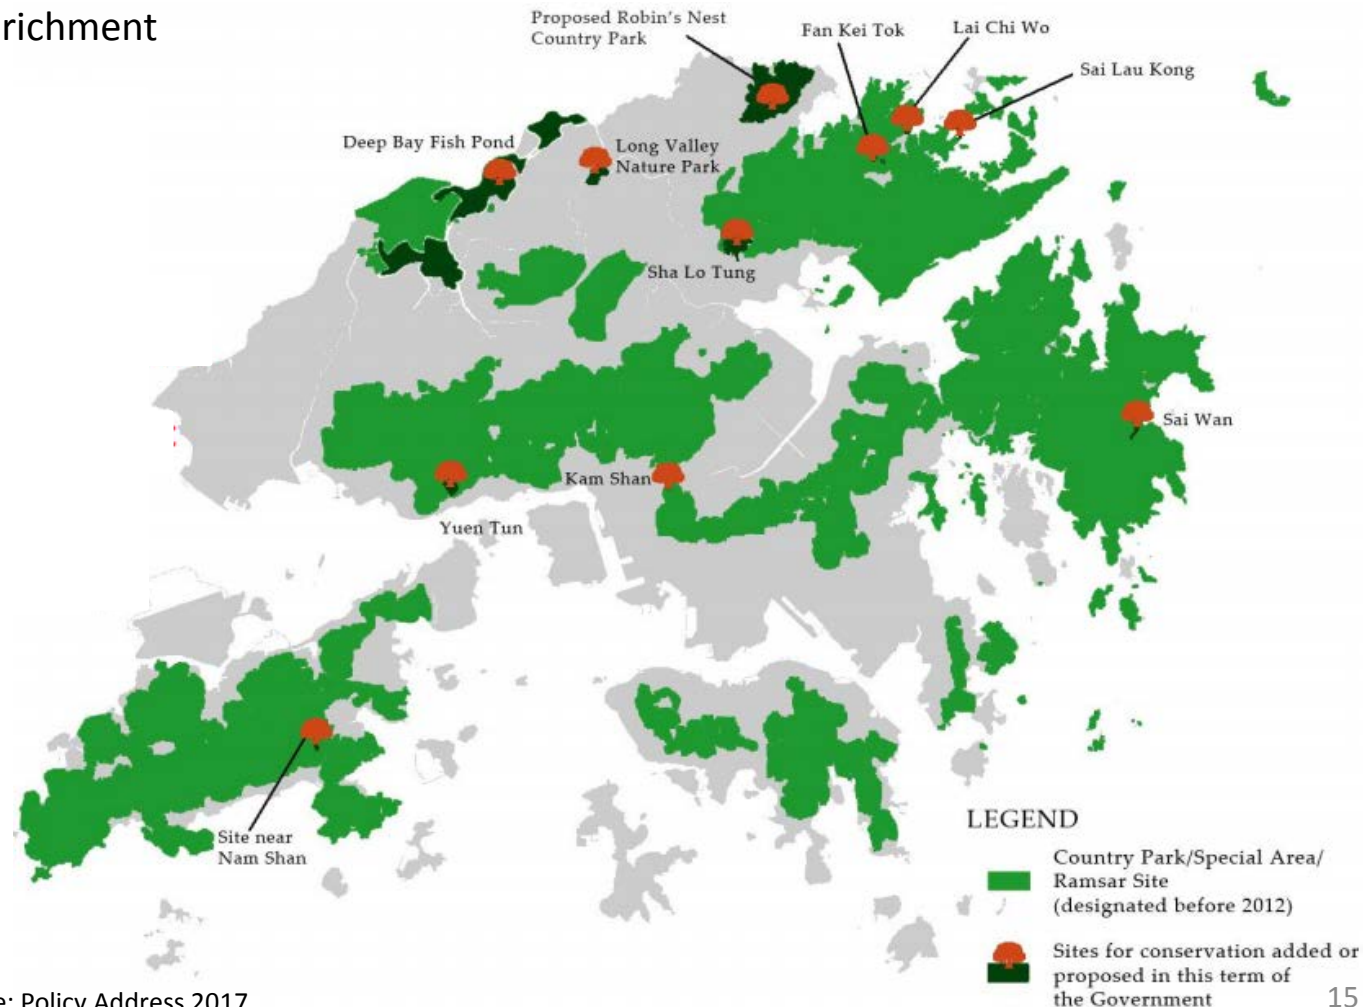 richment
Proposed Robin's Nest
Country Park
Fan Kei Tok
Lai Chi Wo
Sai Lau Kong
Deep Bay Fish Pond
Long Valley
Nature Park
Sha Lo Tung
Sai Wan
Kam Shan
Yuen Tun
Site near
Nam Shan
LEGEND
Country Park/Special Area/
Ramsar Site
(designated before 2012)
Sites for conservation added or
proposed in this term of
the Government
e: Policy Address 2017
15